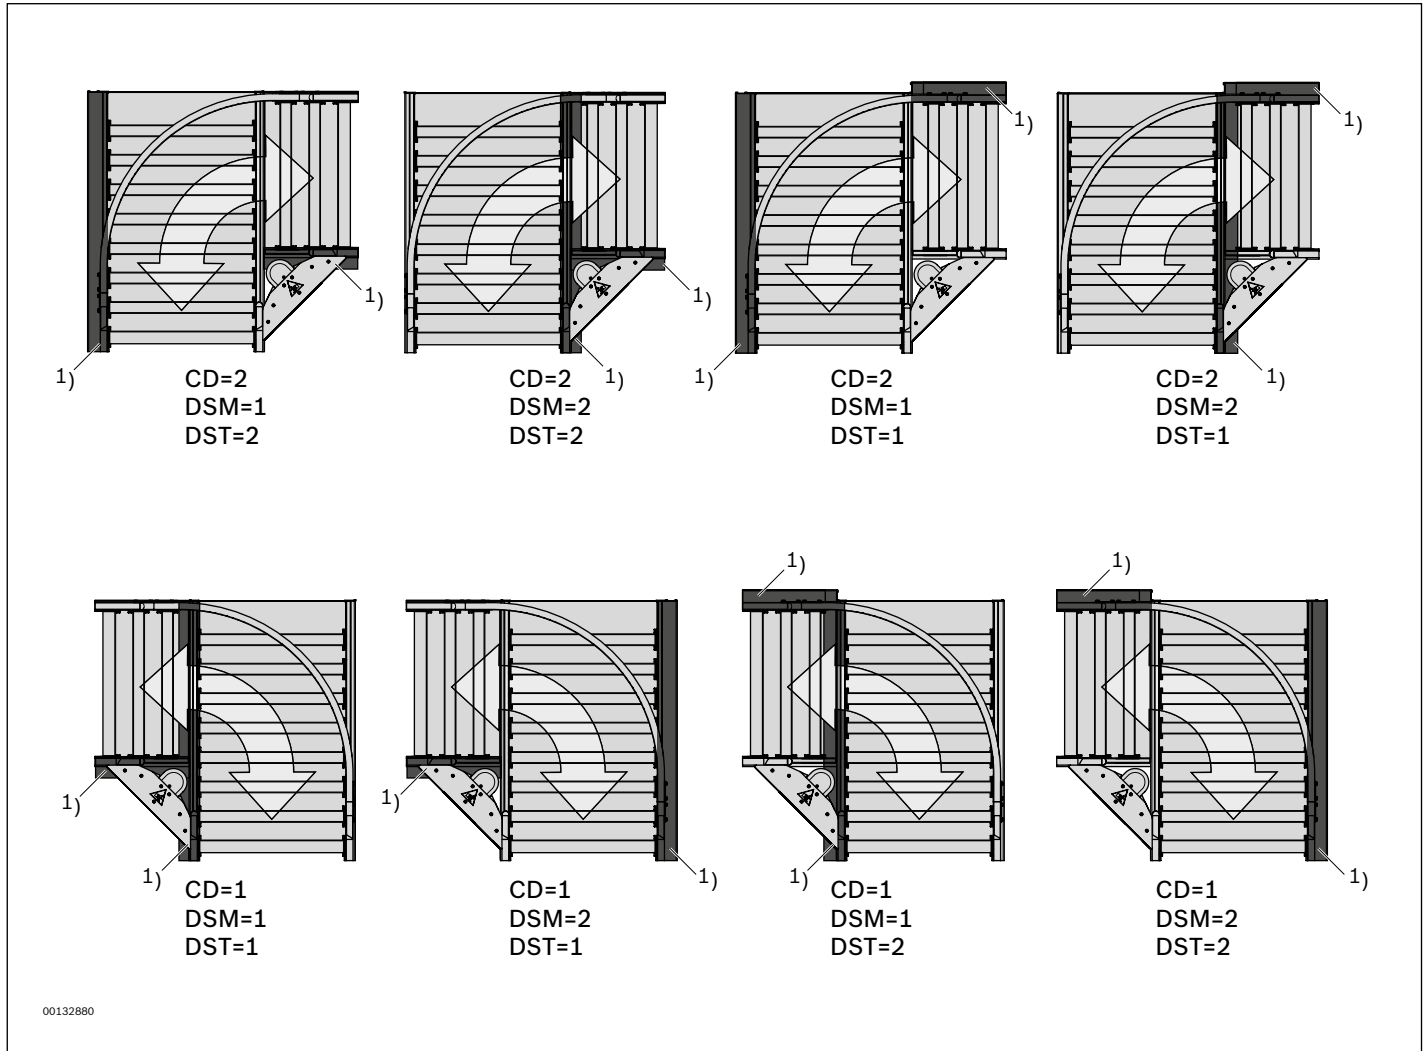 1)
1)
1)
1)
1)
1)
1)
1)
CD=2
DSM=1
DST=2
CD=2
DSM=2
DST=2
CD=2
DSM=1
DST=1
CD=2
DSM=2
DST=1
1)
1)
1)
1)
1)
1)
1)
1)
CD=1
DSM=1
DST=1
CD=1
DSM=2
DST=1
CD=1
DSM=1
DST=2
CD=1
DSM=2
DST=2
00132880